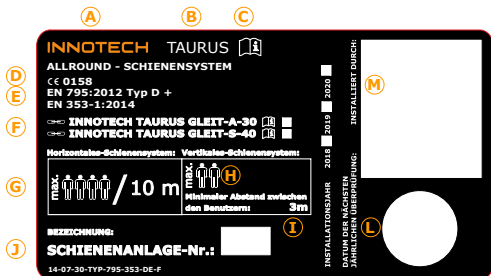 A B C
INNOTECH TAURUS
ALLROUND - SCHIENENSYSTEM
D CE 0158
E EN 795:2012 Typ D +
EN 353-1:2014
F INNOTECH TAURUS GLEIT-A-30
INNOTECH TAURUS GLEIT-S-40
Horizontales-Schienensystem: Vertikales-Schienensystem:
G max. / 10 m
max. H
Minimaler Abstand zwischen
den Benutzern: 3m
I
BEZEICHNUNG:
J SCHIENENANLAGE-Nr.:
14-07-30-TYP-795-353-DE-F
INSTALLATIONSJAHR 2018 2019 2020
INSTALLIERT DURCH:
M
DATUM DER NÄCHSTEN
JÄHRLICHEN ÜBERPRÜFUNG:
L